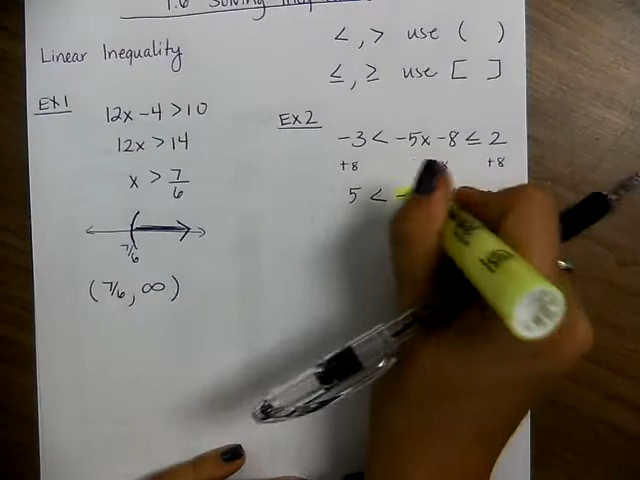 1.6 Solving
Linear Inequality
<, > use ( )
≤, ≥ use [ ]
EX1
12x - 4 > 10
12x > 14
x > 7/6
7/6
(7/6, ∞)
EX2
-3 < -5x - 8 ≤ 2
+8 +8
5 < -